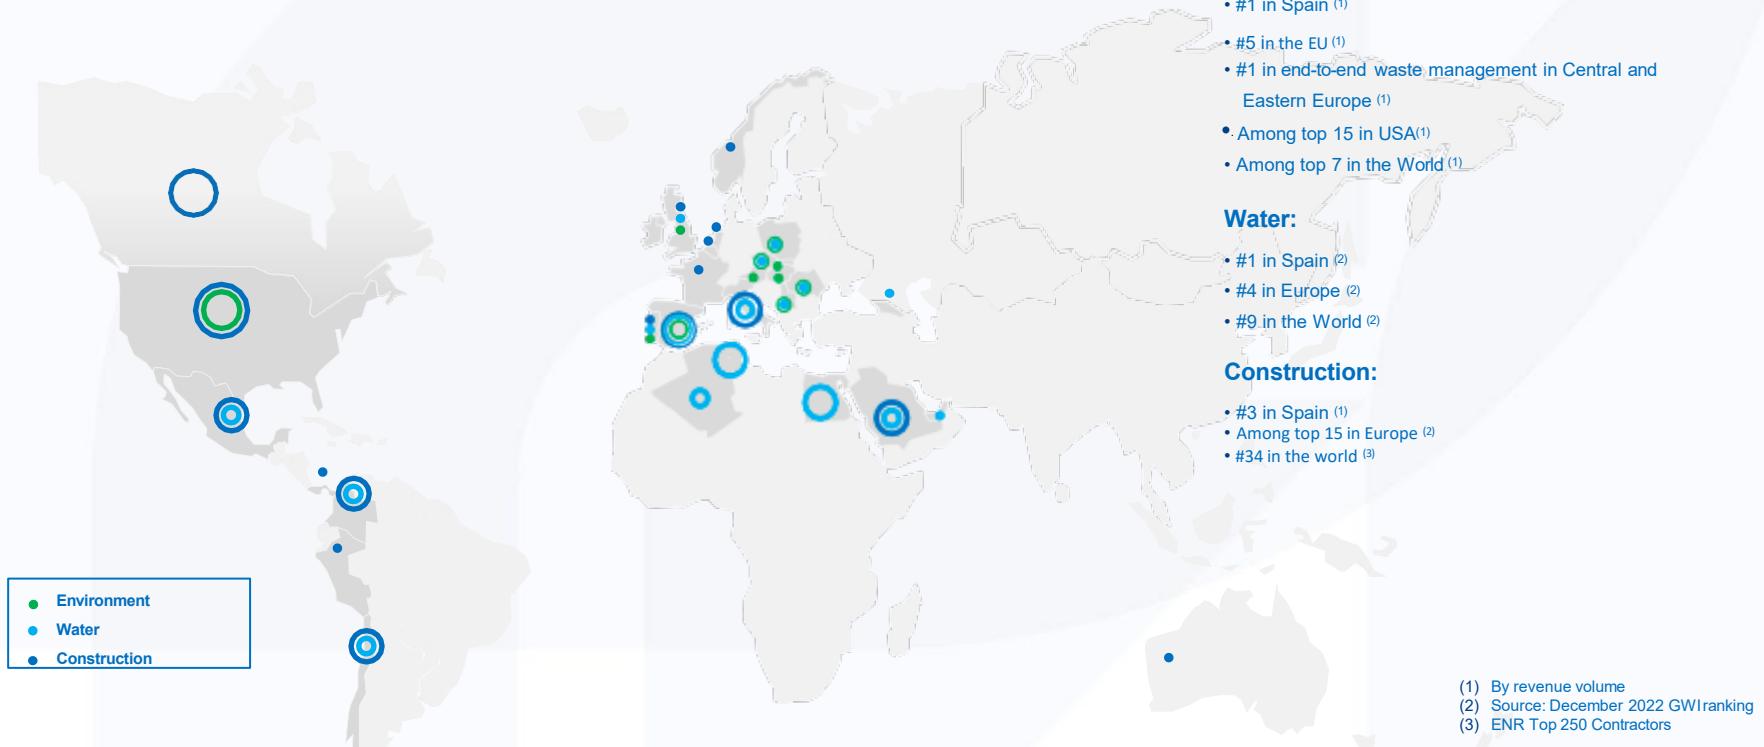 • #1 in Spain (1)
• #5 in the EU (1)
• #1 in end-to-end waste management in Central and
Eastern Europe (1)
• Among top 15 in USA(1)
• Among top 7 in the World (1)
Water:
• #1 in Spain (2)
• #4 in Europe (2)
• #9 in the World (2)
Construction:
• #3 in Spain (1)
• Among top 15 in Europe (2)
• #34 in the world (3)
Environment
Water
Construction
(1) By revenue volume
(2) Source: December 2022 GWI ranking
(3) ENR Top 250 Contractors